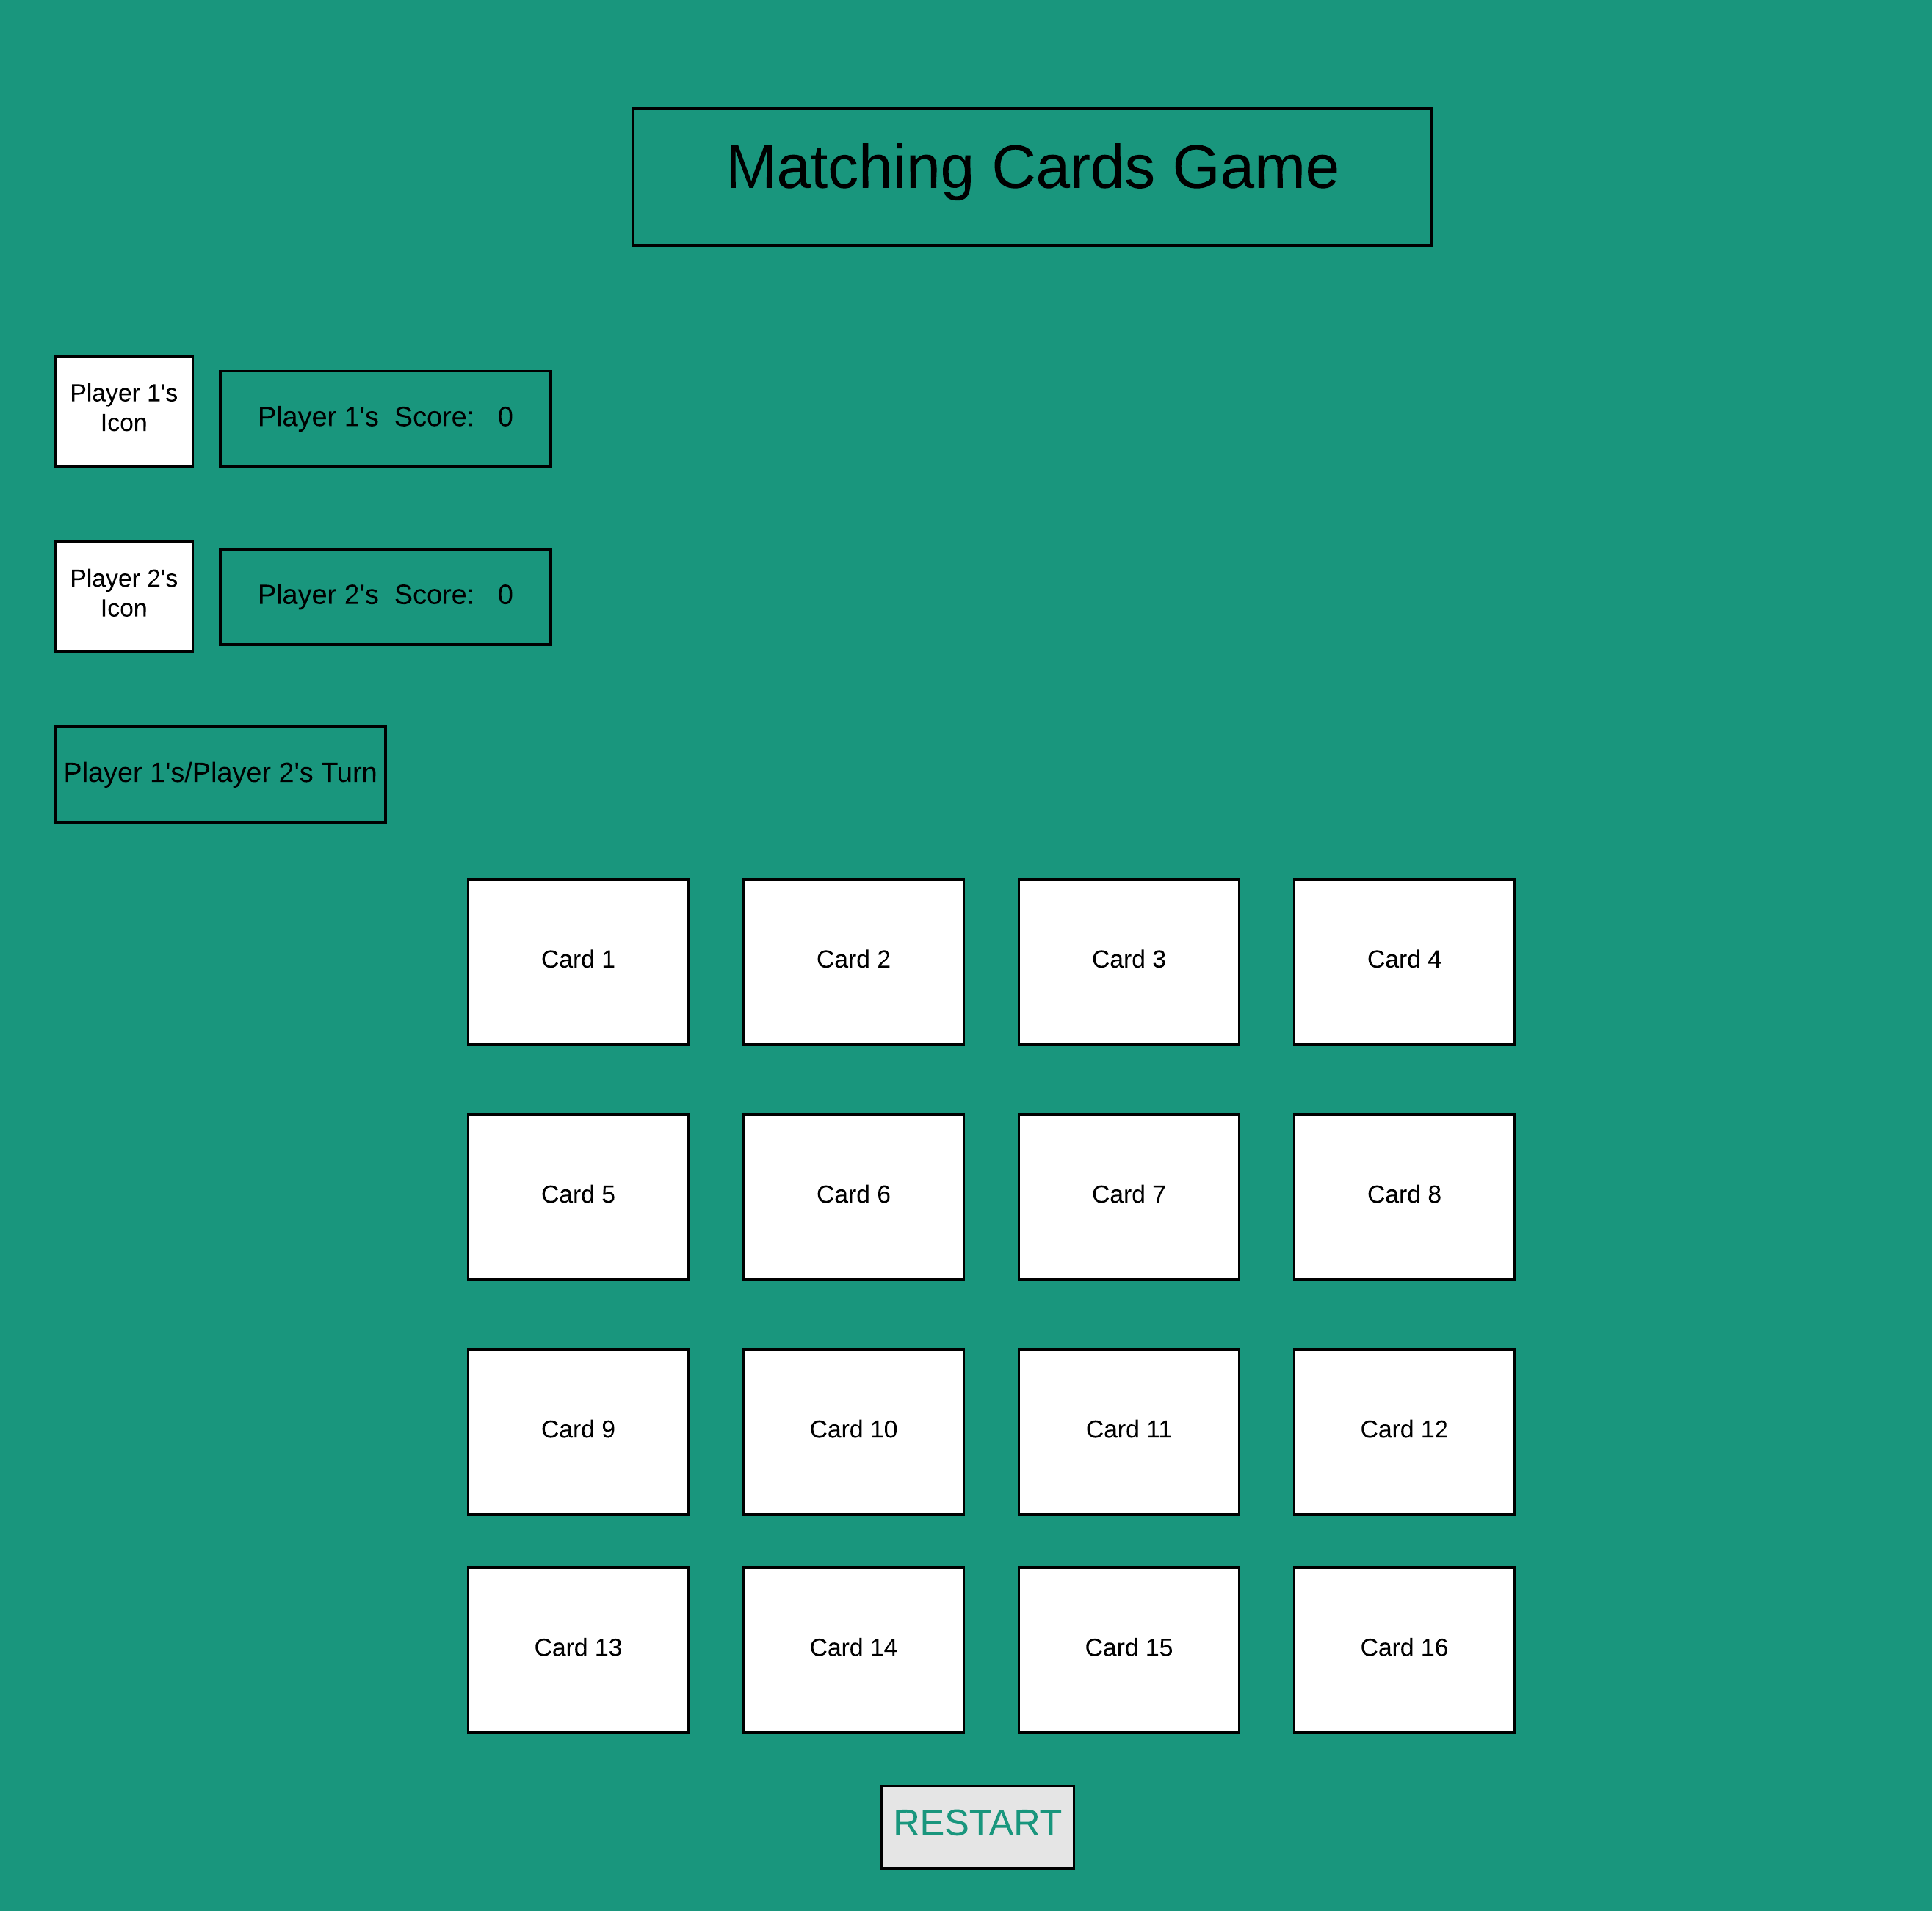 Matching Cards Game
Player 1's
Icon
Player 1's  Score:   0
Player 2's
Icon
Player 2's  Score:   0
Player 1's/Player 2's Turn
Card 1
Card 2
Card 3
Card 4
Card 5
Card 6
Card 7
Card 8
Card 9
Card 10
Card 11
Card 12
Card 13
Card 14
Card 15
Card 16
RESTART